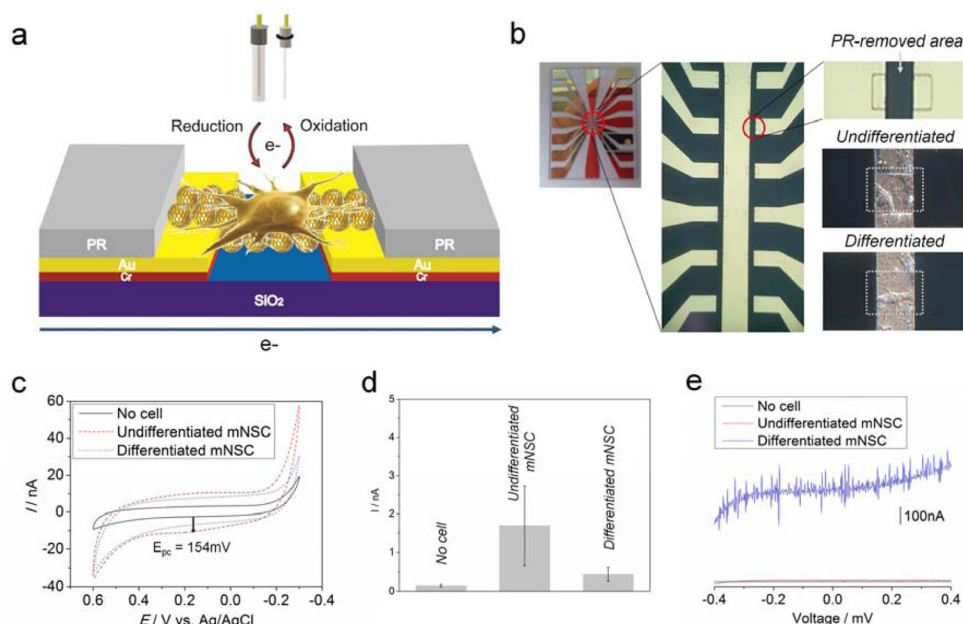 a
Reduction
Oxidation
e-
PR
PR
Au
Au
Cr
Cr
SiO₂
e-
b
PR-removed area
Undifferentiated
Differentiated
c
60
40
20
0
-20
-40
I / nA
No cell
Undifferentiated mNSC
Differentiated mNSC
Epc = 154mV
0.6 0.4 0.2 0.0 -0.2 -0.4
E / V vs. Ag/AgCl
d
5
4
3
2
1
0
I / nA
No cell
Undifferentiated
mNSC
Differentiated mNSC
e
No cell
Undifferentiated mNSC
Differentiated mNSC
100nA
-0.4 -0.2 0.0 0.2 0.4
Voltage / mV